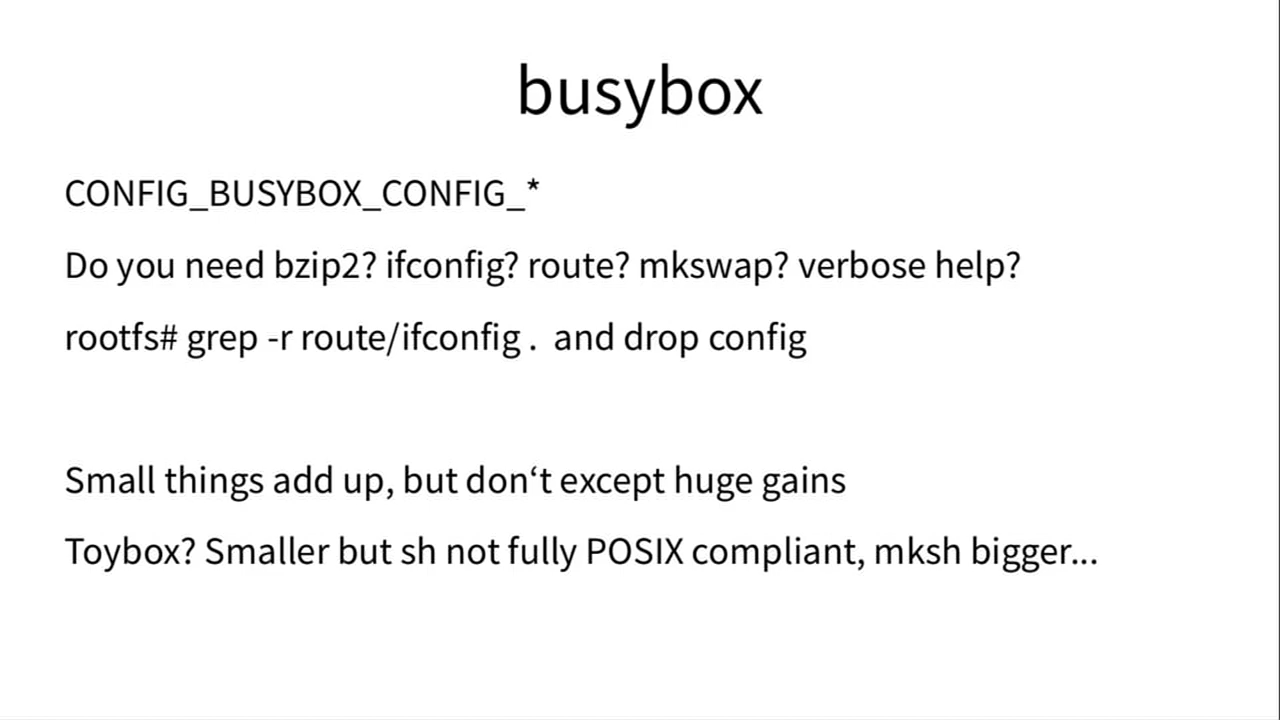 busybox
CONFIG_BUSYBOX_CONFIG_*
Do you need bzip2? ifconfig? route? mkswap? verbose help?
rootfs# grep -r route/ifconfig .  and drop config
Small things add up, but don‘t except huge gains
Toybox? Smaller but sh not fully POSIX compliant, mksh bigger...